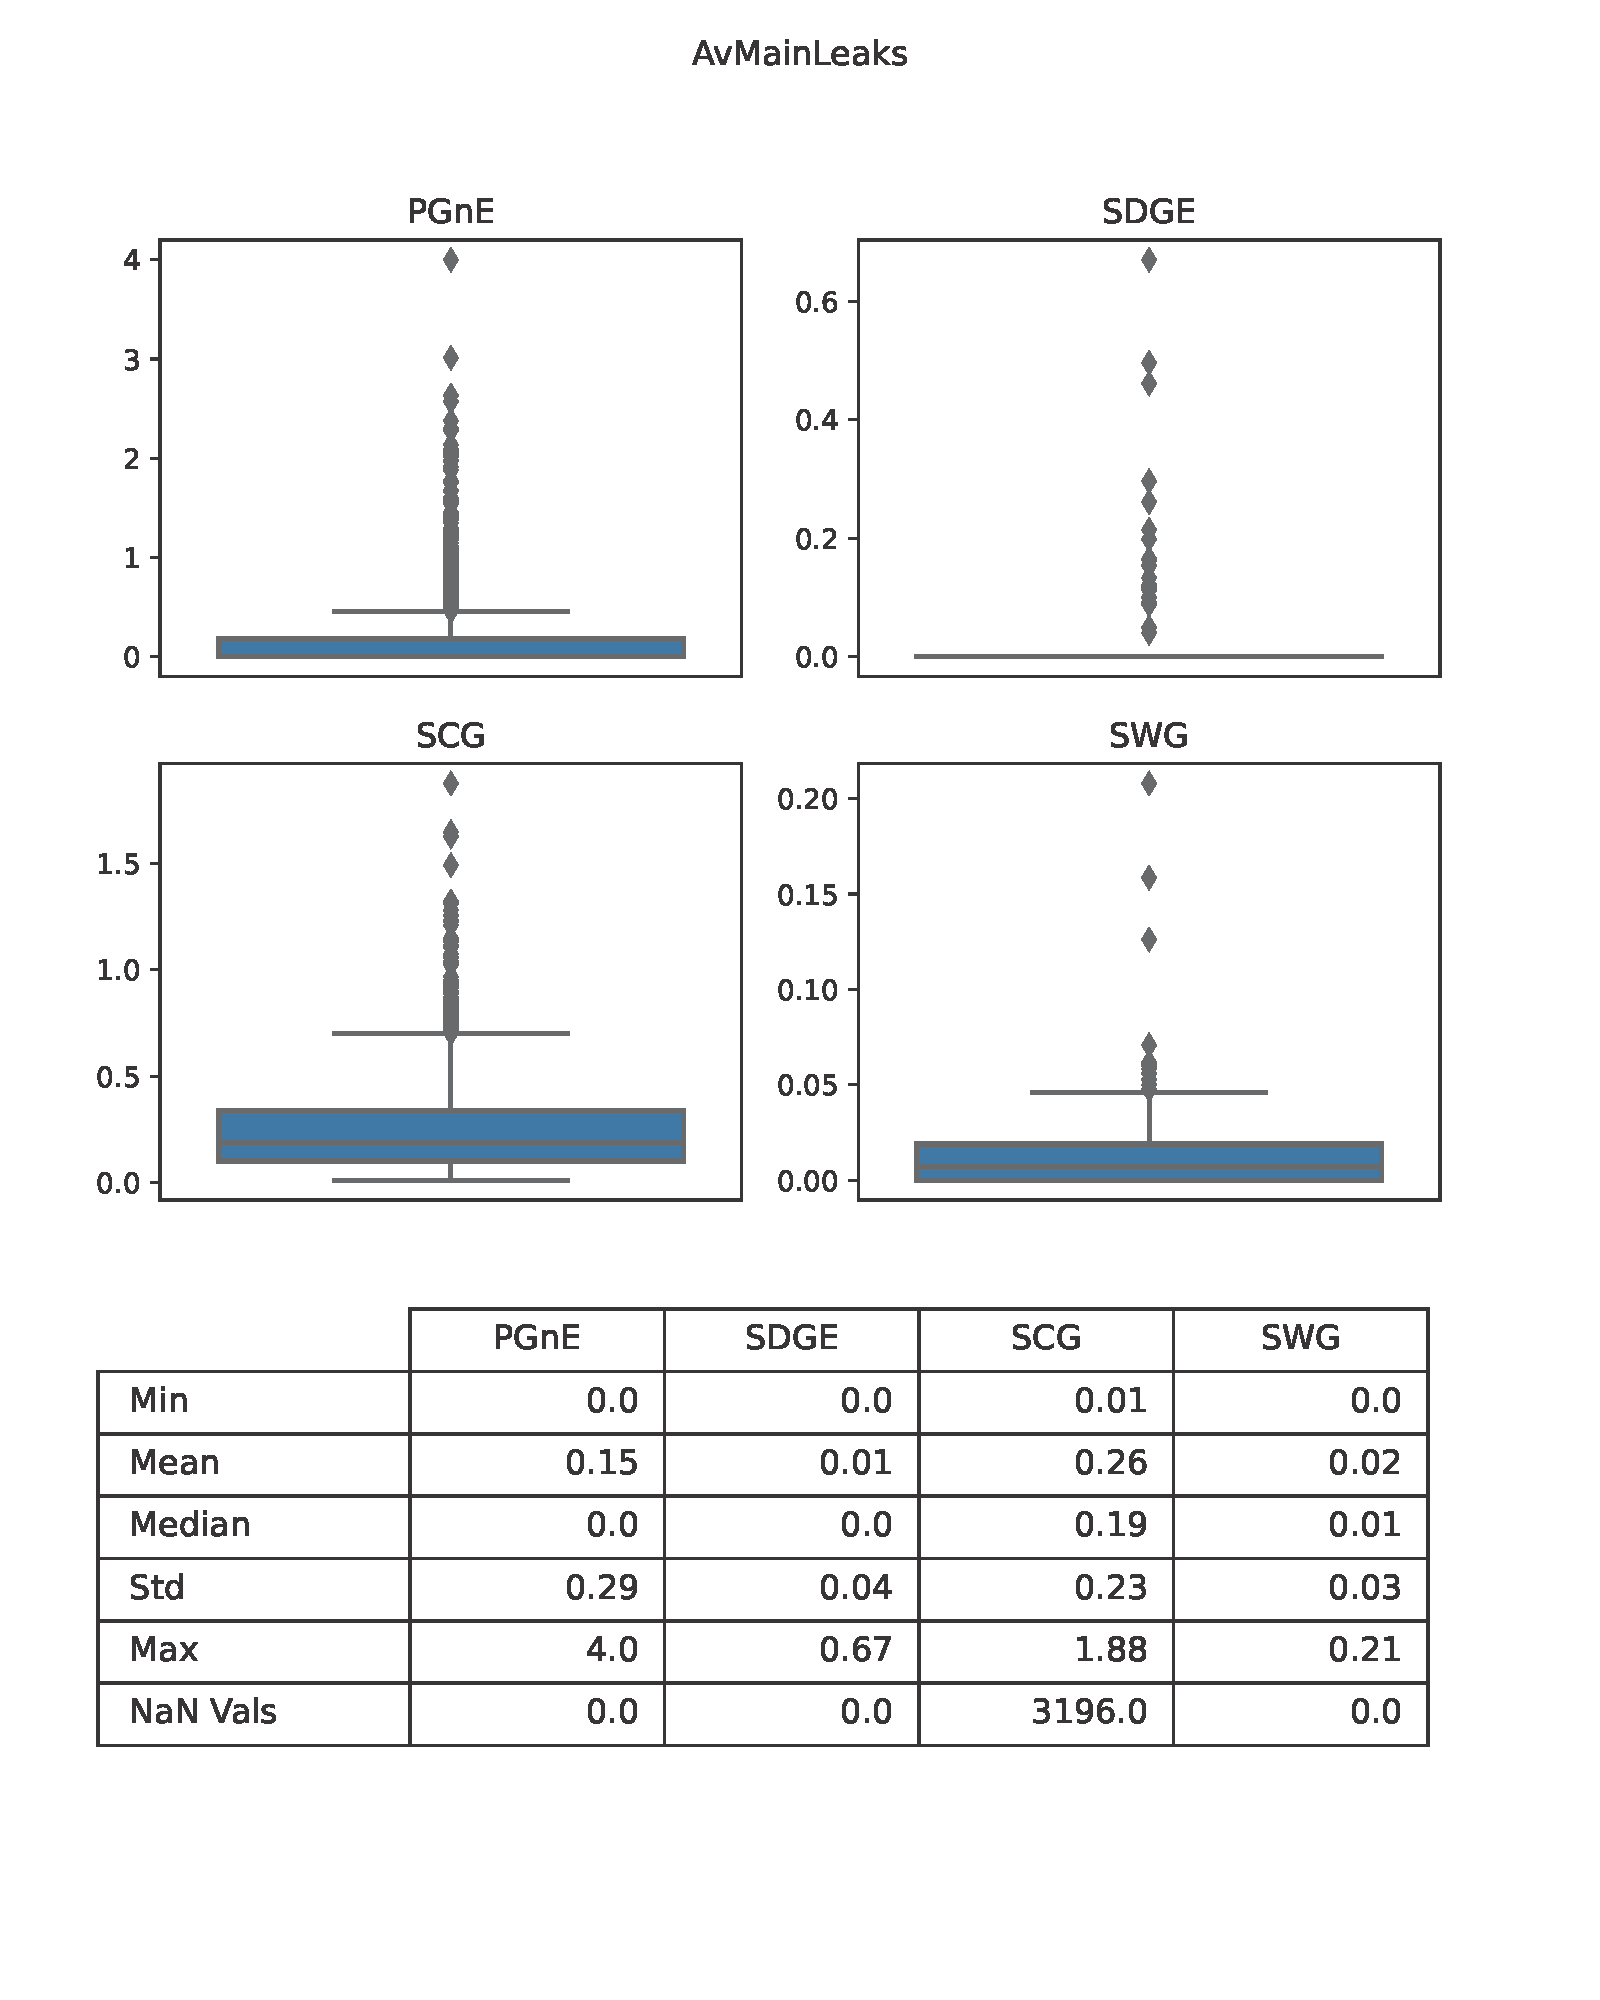 AvMainLeaks
PGnE
4
3
2
1
0
SDGE
0.6
0.4
0.2
0.0
SCG
1.5
1.0
0.5
0.0
SWG
0.20
0.15
0.10
0.05
0.00
PGnE SDGE SCG SWG
Min 0.0 0.0 0.01 0.0
Mean 0.15 0.01 0.26 0.02
Median 0.0 0.0 0.19 0.01
Std 0.29 0.04 0.23 0.03
Max 4.0 0.67 1.88 0.21
NaN Vals 0.0 0.0 3196.0 0.0